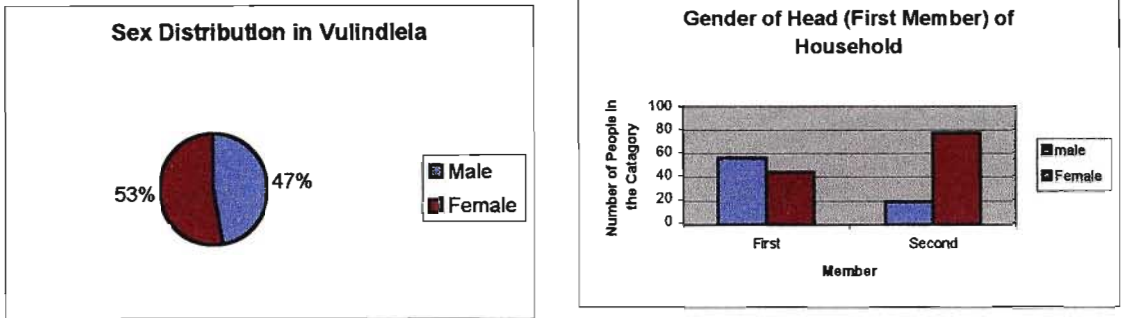 Sex Distribution in Vulindlela
53%
47%
Male
Female
Gender of Head (First Member) of
Household
Number of People in
the Catagory
100
80
60
40
20
0
First
Second
Member
male
Female